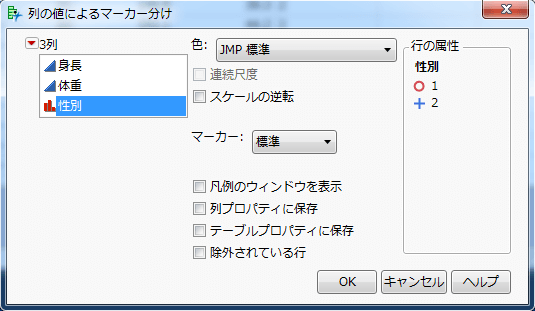 列の値によるマーカー分け
3列
身長
体重
性別
色: JMP 標準
連続尺度
スケールの逆転
マーカー: 標準
凡例のウィンドウを表示
列プロパティに保存
テーブルプロパティに保存
除外されている行
行の属性
性別
1
2
OK キャンセル ヘルプ